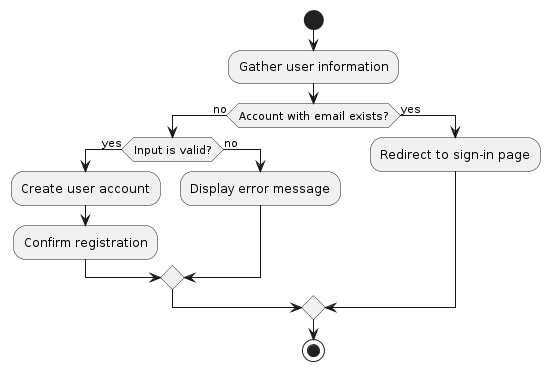 Gather user information
no
Account with email exists?
yes
yes
Input is valid?
no
Redirect to sign-in page
Create user account
Display error message
Confirm registration